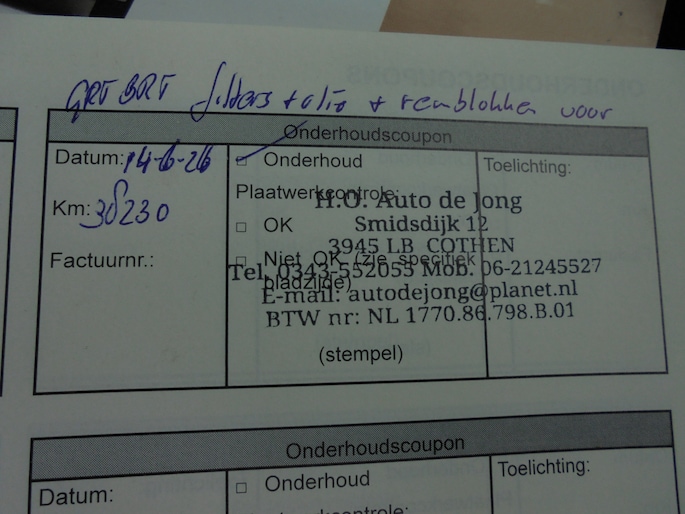 GRT BRT filters + olie + remblokken voor
Onderhoudscoupon
Datum: 14-6-26
Onderhoud
Toelichting:
Plaatwerkcontrole:
H.O. Auto de Jong
Km: 38230
OK
Smidsdijk 12
3945 LB COTHEN
Factuurnr.:
Niet OK (zie specifiek
bladzijde)
Tel. 0343-552055 Mob. 06-21245527
E-mail: autodejong@planet.nl
BTW nr: NL 1770.86.798.B.01
(stempel)
Onderhoudscoupon
Datum:
Onderhoud
Toelichting: